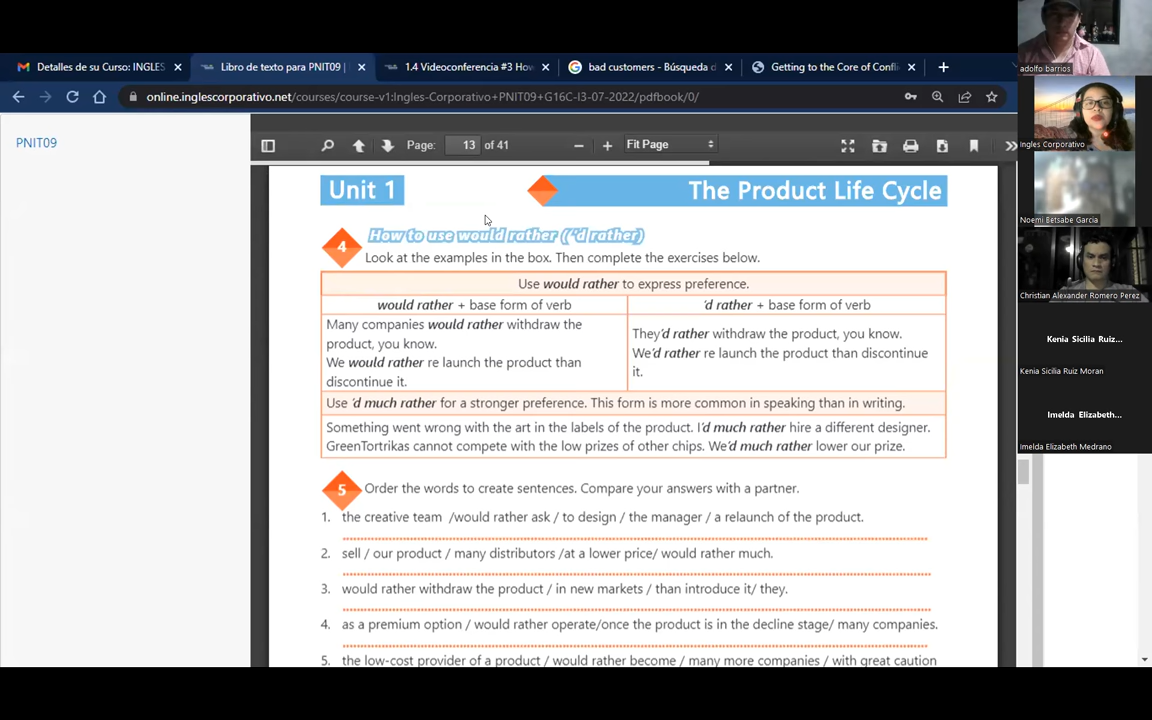 Detalles de su Curso: INGLES
Libro de texto para PNIT09 |
1.4 Videoconferencia #3 How
bad customers - Búsqueda d
Getting to the Core of Confli
online.inglescorporativo.net/courses/course-v1:Ingles-Corporativo+PNIT09+G16C-I3-07-2022/pdfbook/0/
PNIT09
Page: 13 of 41
Fit Page
Unit 1
The Product Life Cycle
4
How to use would rather (‘d rather)
Look at the examples in the box. Then complete the exercises below.
Use would rather to express preference.
would rather + base form of verb
‘d rather + base form of verb
Many companies would rather withdraw the
product, you know.
We would rather re launch the product than
discontinue it.
They’d rather withdraw the product, you know.
We’d rather re launch the product than discontinue
it.
Use ‘d much rather for a stronger preference. This form is more common in speaking than in writing.
Something went wrong with the art in the labels of the product. I’d much rather hire a different designer.
GreenTortrikas cannot compete with the low prizes of other chips. We’d much rather lower our prize.
5
Order the words to create sentences. Compare your answers with a partner.
1. the creative team /would rather ask / to design / the manager / a relaunch of the product.
2. sell / our product / many distributors /at a lower price/ would rather much.
3. would rather withdraw the product / in new markets / than introduce it/ they.
4. as a premium option / would rather operate/once the product is in the decline stage/ many companies.
5. the low-cost provider of a product / would rather become / many more companies / with great caution
adolfo barrios
Ingles Corporativo
Noemi Betsabe Garcia
Christian Alexander Romero Perez
Kenia Sicilia Ruiz...
Kenia Sicilia Ruiz Moran
Imelda Elizabeth...
Imelda Elizabeth Medrano